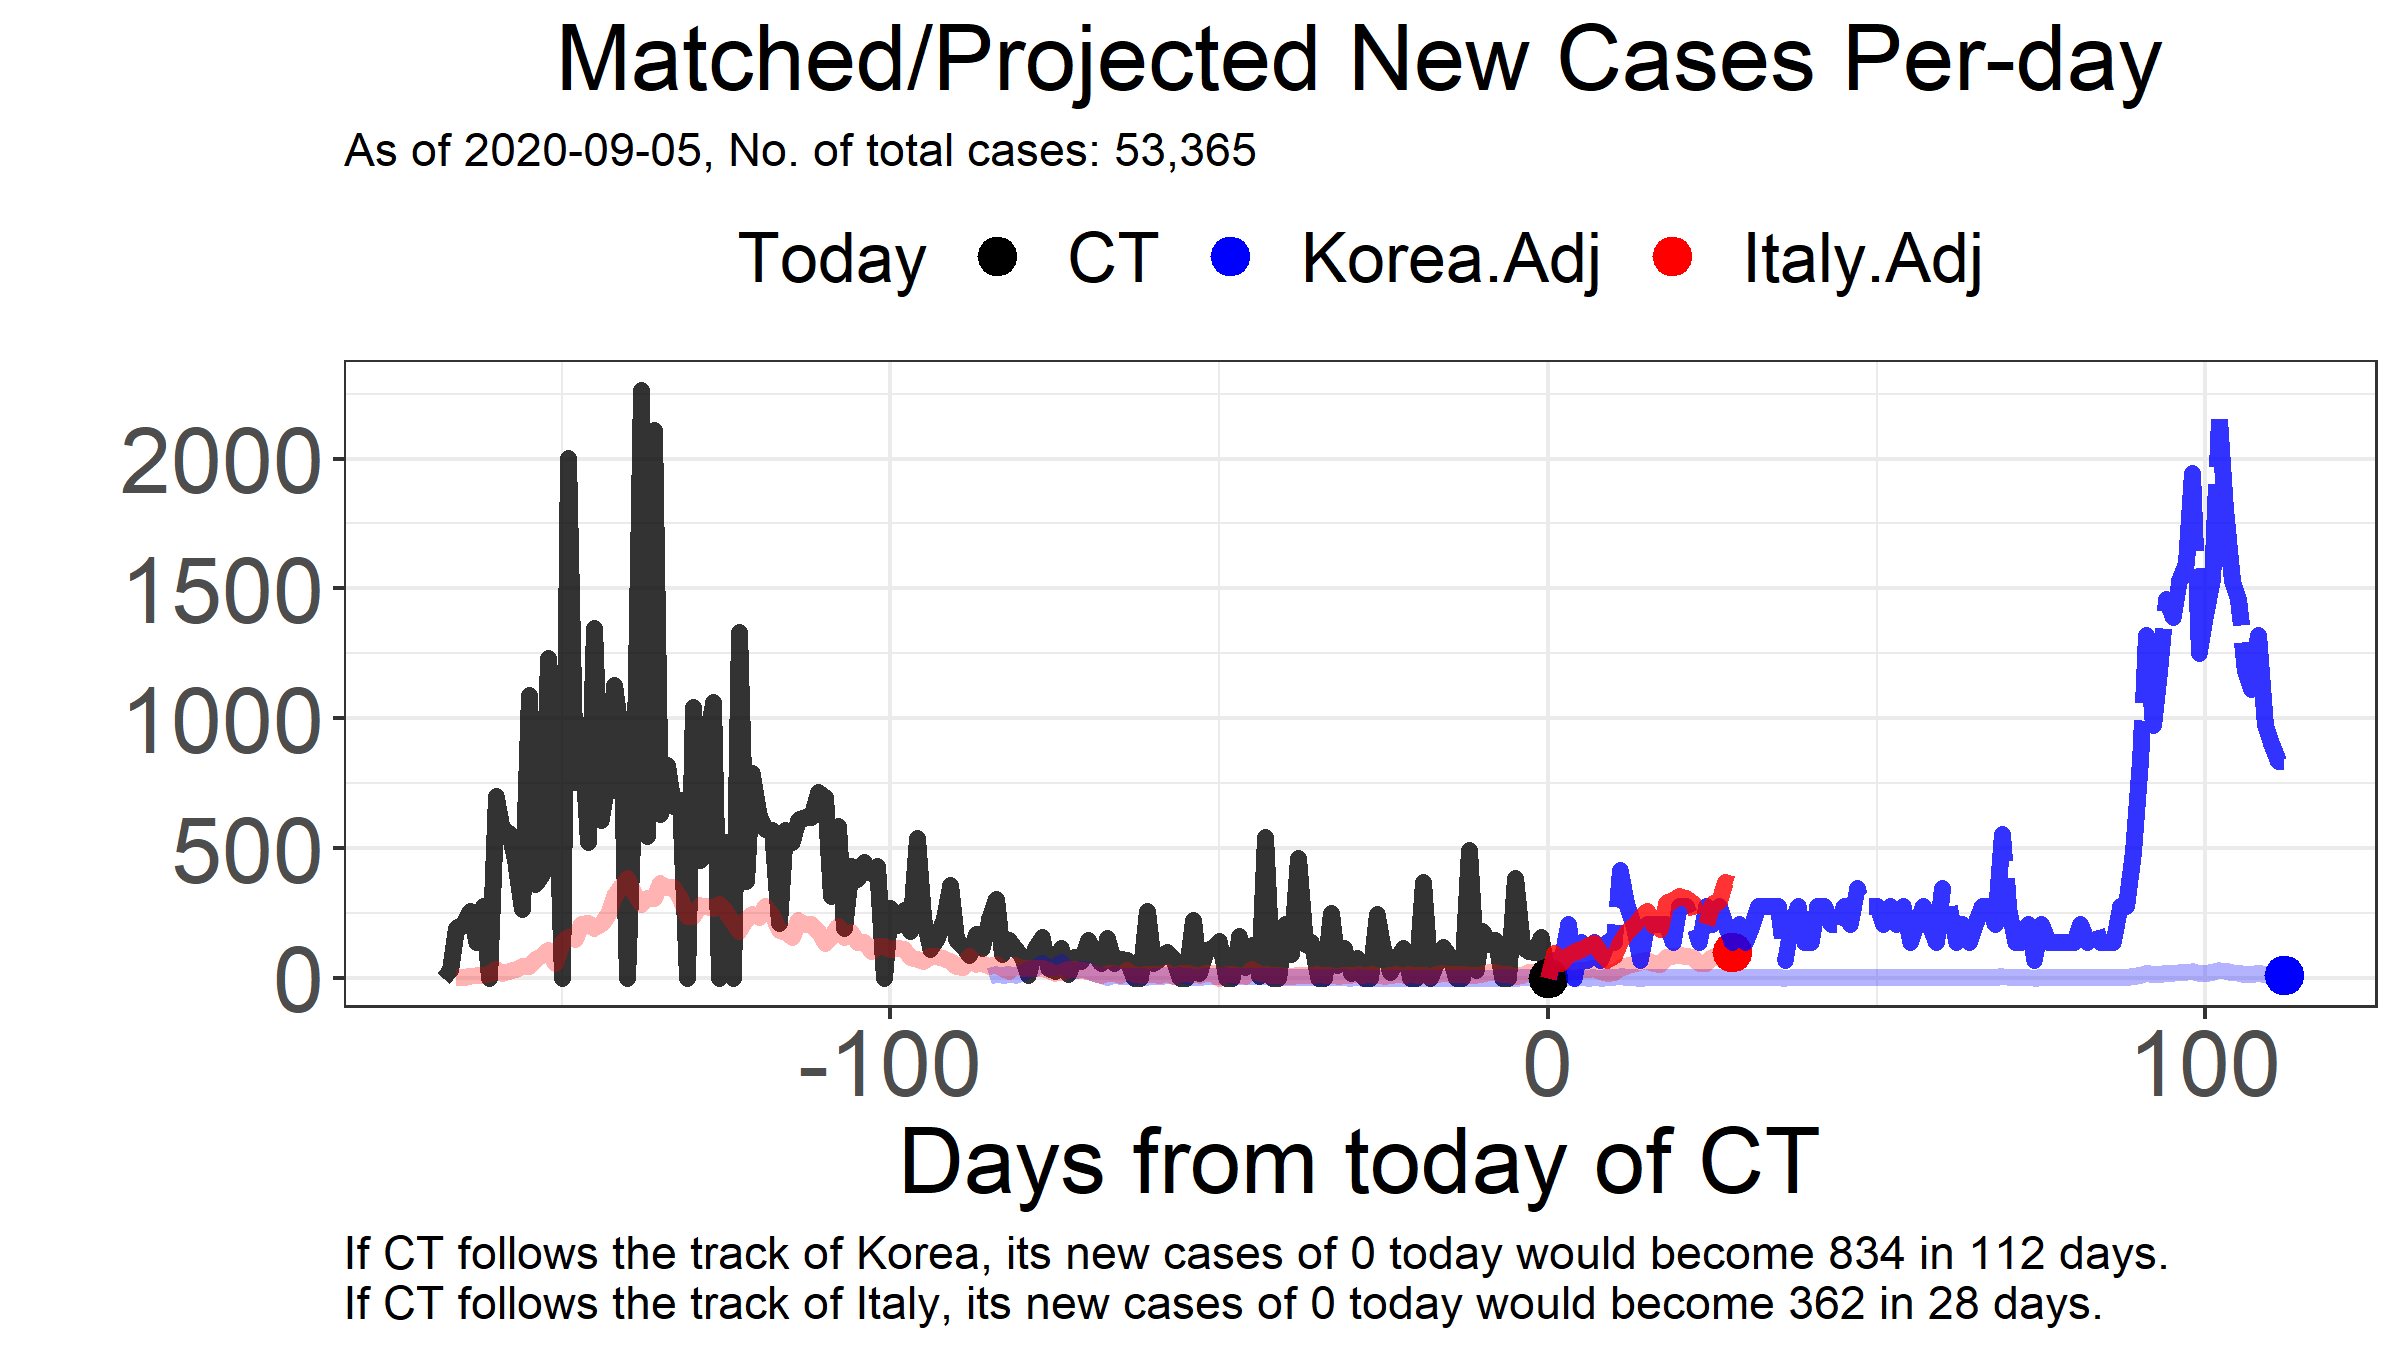 Matched/Projected New Cases Per-day
As of 2020-09-05, No. of total cases: 53,365
Today CT Korea.Adj Italy.Adj
2000
1500
1000
500
0
-100 0 100
Days from today of CT
If CT follows the track of Korea, its new cases of 0 today would become 834 in 112 days.
If CT follows the track of Italy, its new cases of 0 today would become 362 in 28 days.